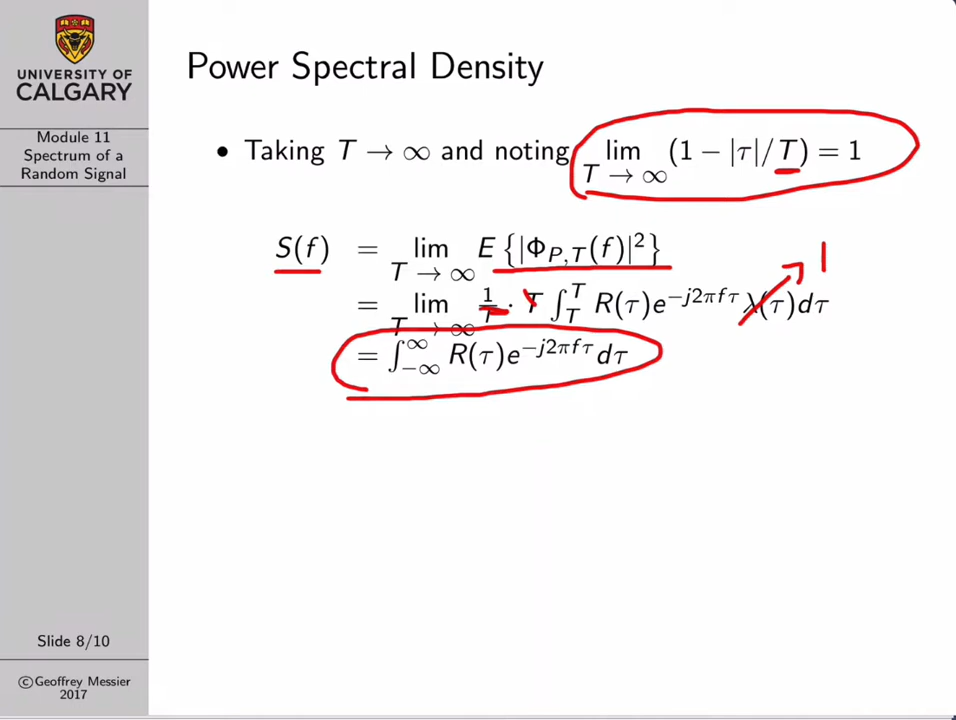 UNIVERSITY OF
CALGARY
Module 11
Spectrum of a
Random Signal
Slide 8/10
©Geoffrey Messier
2017
Power Spectral Density
• Taking T → ∞ and noting lim T → ∞ (1 − |τ|/T) = 1
S(f) = lim T → ∞ E {|Φ_{P,T}(f)|²}
= lim T → ∞ 1/T · T ∫_T^T R(τ)e^{−j2πfτ} λ(τ)dτ
1
= ∫_{−∞}^{∞} R(τ)e^{−j2πfτ} dτ